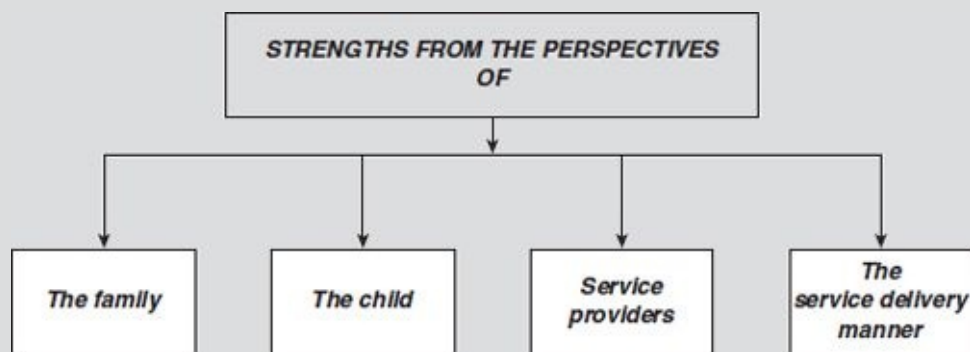 STRENGTHS FROM THE PERSPECTIVES
OF
The family
The child
Service
providers
The
service delivery
manner